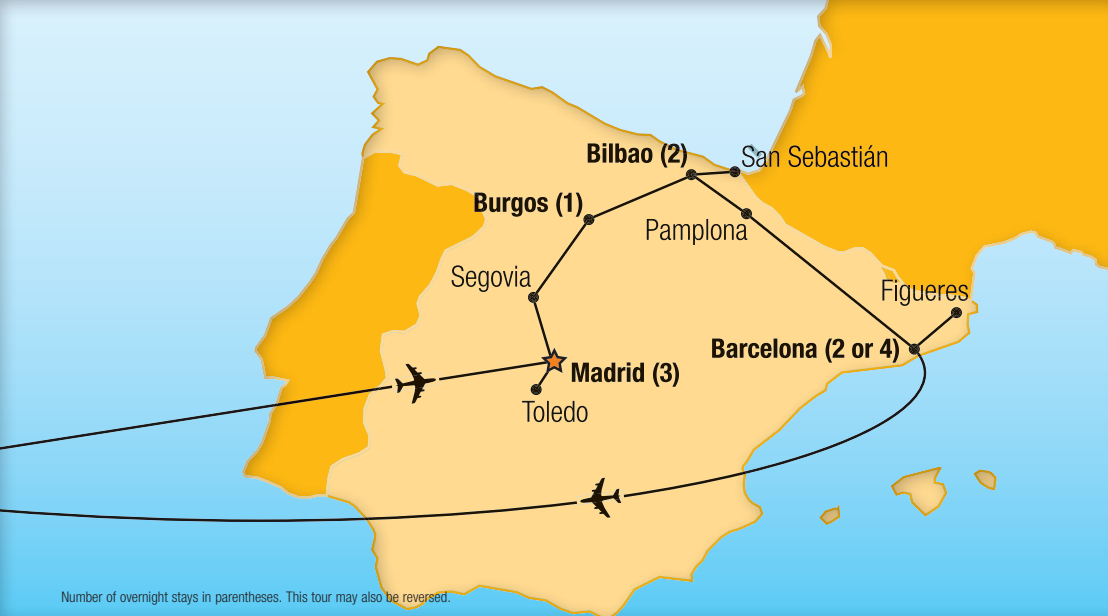 Bilbao (2)
San Sebastián
Burgos (1)
Pamplona
Segovia
Figueres
Barcelona (2 or 4)
Madrid (3)
Toledo
Number of overnight stays in parentheses. This tour may also be reversed.